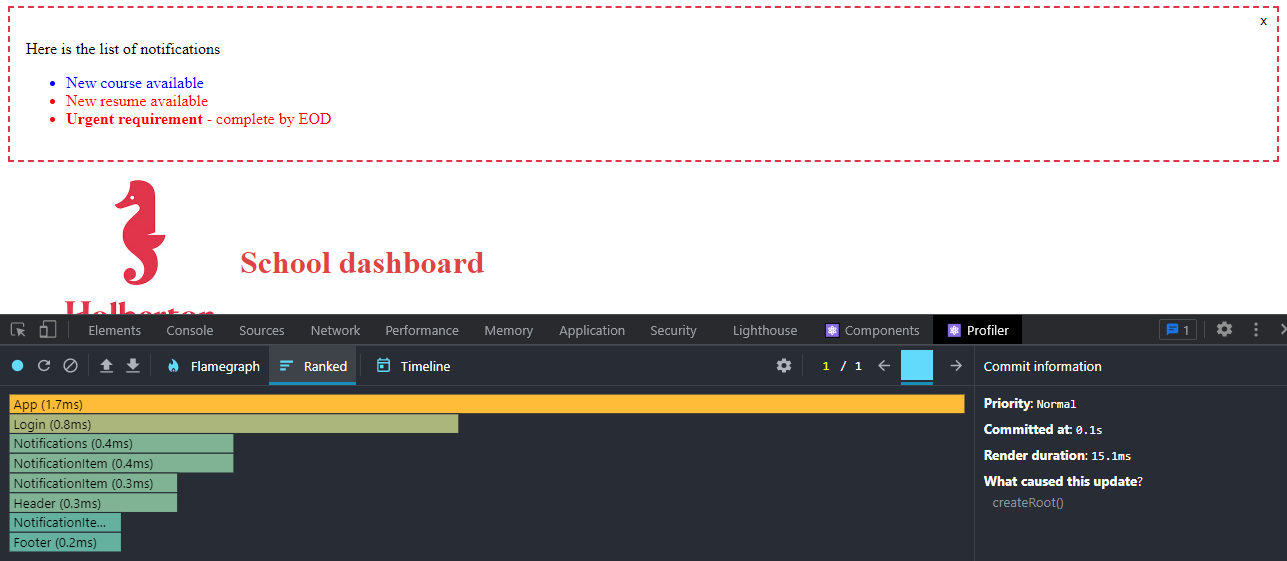 x
Here is the list of notifications
New course available
New resume available
Urgent requirement - complete by EOD
School dashboard
Holberton
Elements Console Sources Network Performance Memory Application Security Lighthouse Components Profiler 1
Flamegraph Ranked Timeline 1 / 1 Commit information
App (1.7ms)
Login (0.8ms)
Notifications (0.4ms)
NotificationItem (0.4ms)
NotificationItem (0.3ms)
Header (0.3ms)
NotificationIte...
Footer (0.2ms)
Priority: Normal
Committed at: 0.1s
Render duration: 15.1ms
What caused this update?
createRoot()